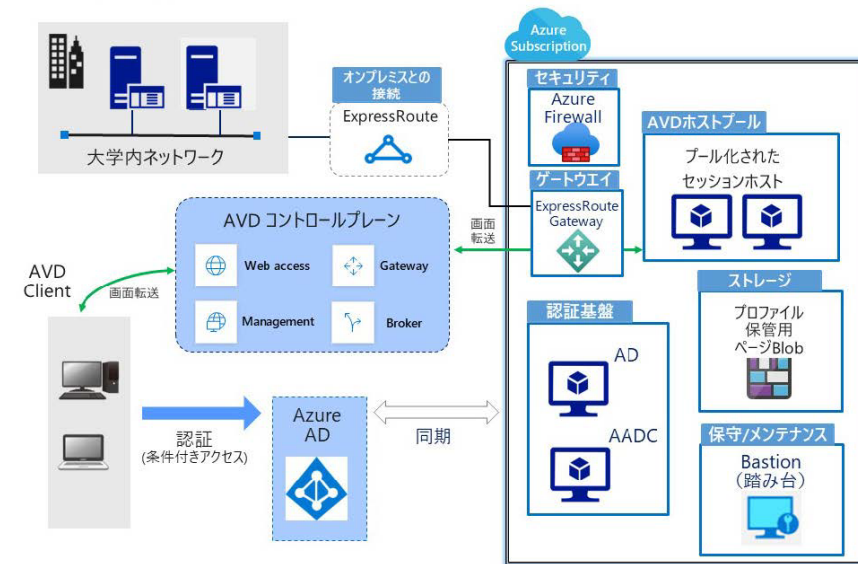 Azure
Subscription
オンプレミスとの
接続
ExpressRoute
大学内ネットワーク
セキュリティ
Azure
Firewall
AVDホストプール
プール化された
セッションホスト
ゲートウエイ
ExpressRoute
Gateway
AVD コントロールプレーン
Web access
Gateway
Management
Broker
画面
転送
AVD
Client
画面転送
ストレージ
プロファイル
保管用
ページBlob
認証基盤
AD
AADC
認証
(条件付きアクセス)
Azure
AD
同期
保守/メンテナンス
Bastion
(踏み台)